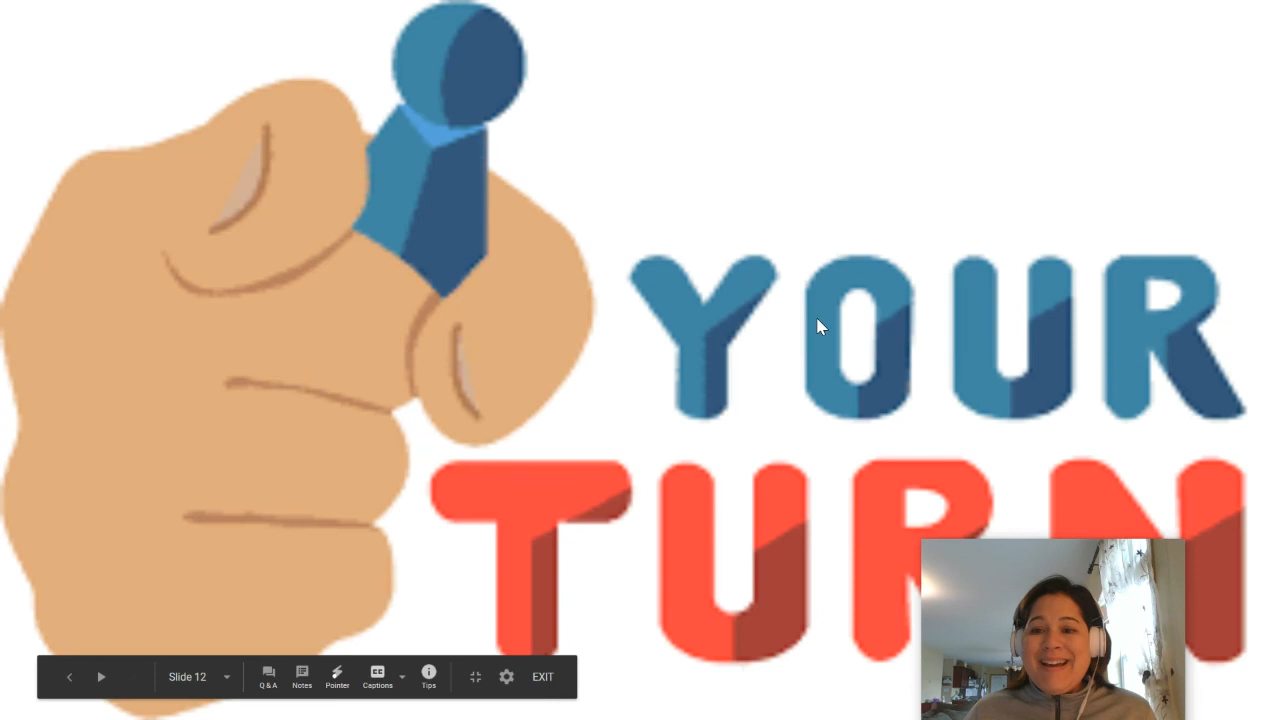 YOUR
TURN
Slide 12
Q & A
Notes
Pointer
Captions
Tips
EXIT